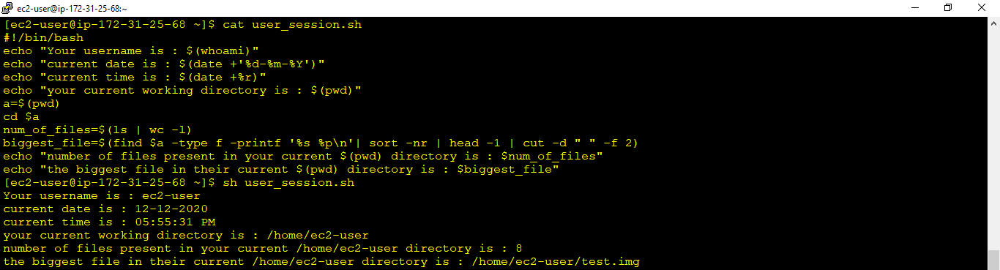 ec2-user@ip-172-31-25-68:~
[ec2-user@ip-172-31-25-68 ~]$ cat user_session.sh
#!/bin/bash
echo "Your username is : $(whoami)"
echo "current date is : $(date +'%d-%m-%Y')"
echo "current time is : $(date +%r)"
echo "your current working directory is : $(pwd)"
a=$(pwd)
cd $a
num_of_files=$(ls | wc -l)
biggest_file=$(find $a -type f -printf '%s %p\n'| sort -nr | head -1 | cut -d " " -f 2)
echo "number of files present in your current $(pwd) directory is : $num_of_files"
echo "the biggest file in their current $(pwd) directory is : $biggest_file"
[ec2-user@ip-172-31-25-68 ~]$ sh user_session.sh
Your username is : ec2-user
current date is : 12-12-2020
current time is : 05:55:31 PM
your current working directory is : /home/ec2-user
number of files present in your current /home/ec2-user directory is : 8
the biggest file in their current /home/ec2-user directory is : /home/ec2-user/test.img